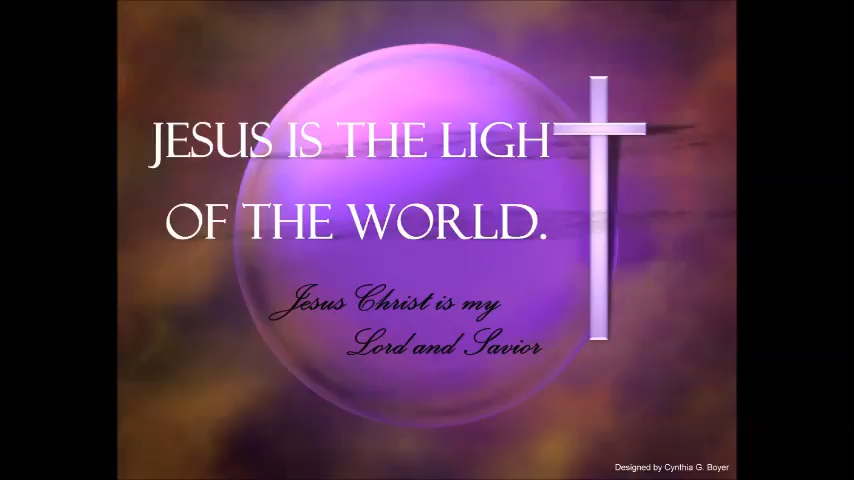 JESUS IS THE LIGH
OF THE WORLD.
Jesus Christ is my
Lord and Savior
Designed by Cynthia G. Boyer